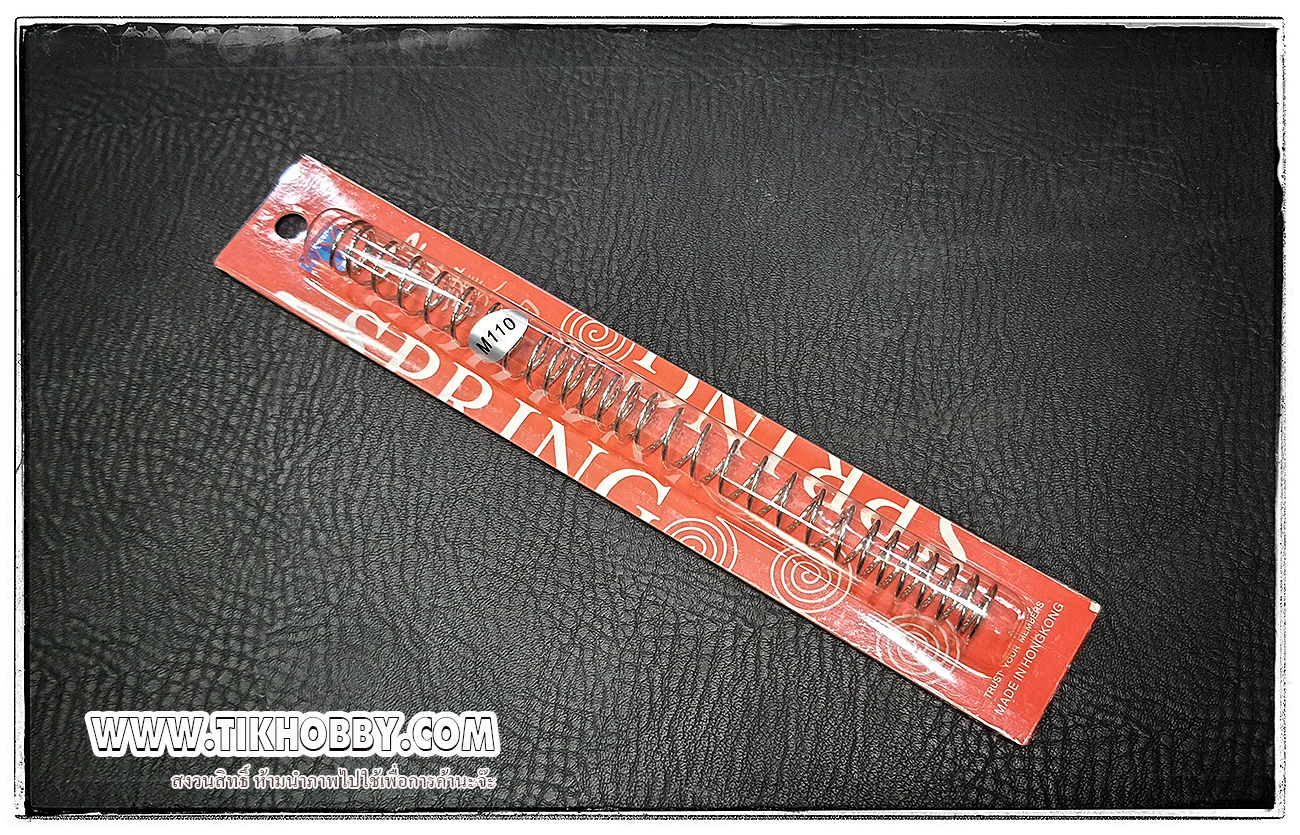 M110
SPRING
SPRING
TRUST YOUR MEMBERS
MADE IN HONGKONG
WWW.TIKHOBBY.COM
สงวนสิทธิ์ ห้ามนำภาพไปใช้เพื่อการค้านะจ๊ะ